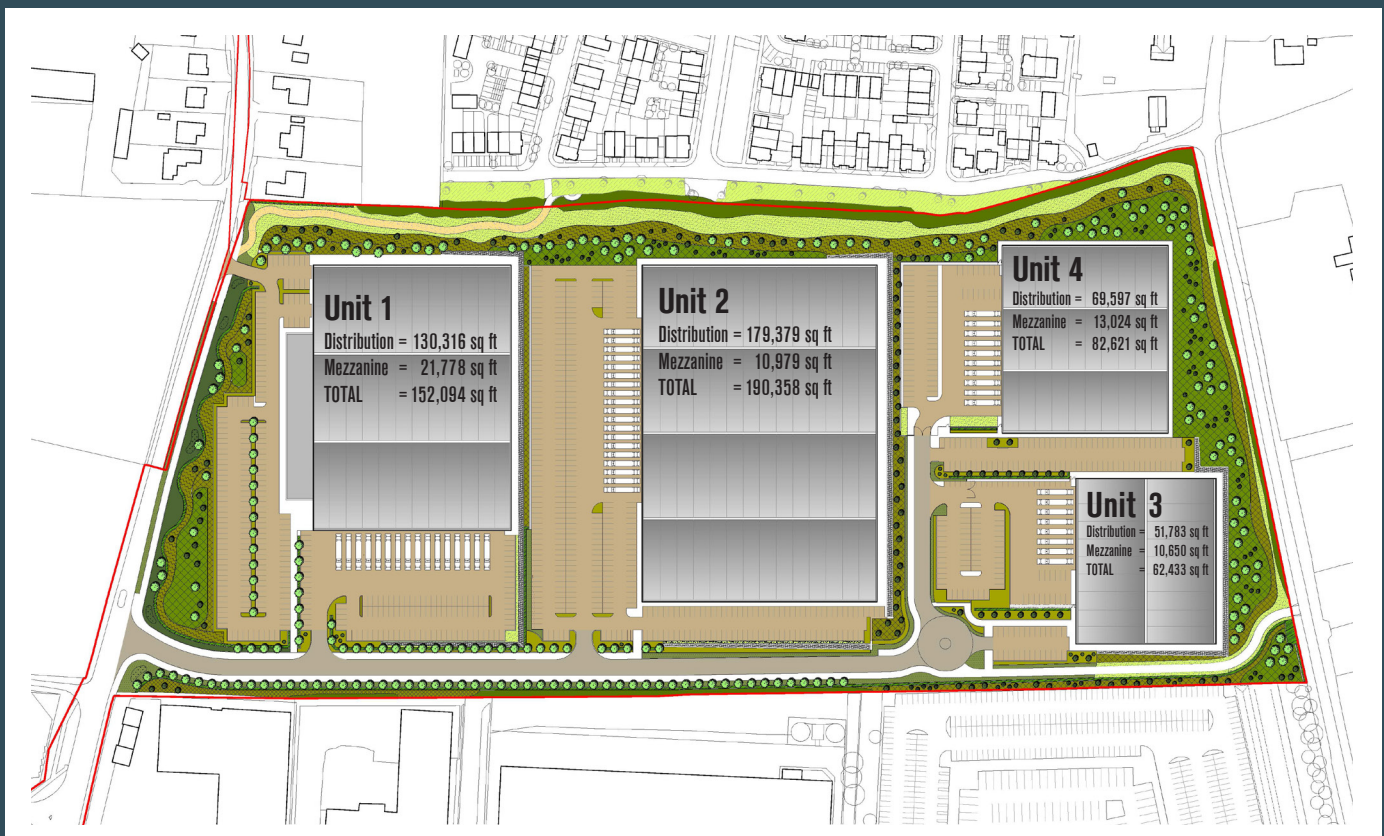 Unit 1
Distribution = 130,316 sq ft
Mezzanine = 21,778 sq ft
TOTAL = 152,094 sq ft
Unit 2
Distribution = 179,379 sq ft
Mezzanine = 10,979 sq ft
TOTAL = 190,358 sq ft
Unit 4
Distribution = 69,597 sq ft
Mezzanine = 13,024 sq ft
TOTAL = 82,621 sq ft
Unit 3
Distribution = 51,783 sq ft
Mezzanine = 10,650 sq ft
TOTAL = 62,433 sq ft